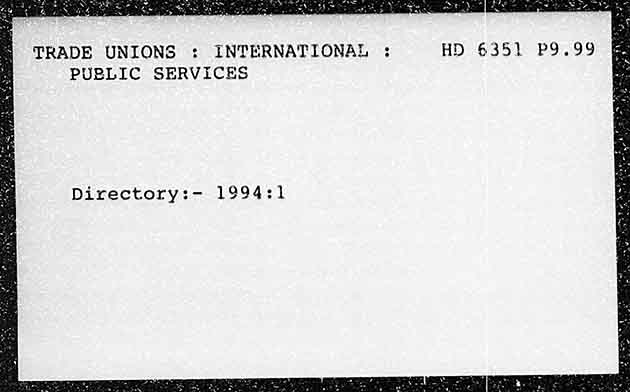 TRADE UNIONS : INTERNATIONAL : HD 6351 P9.99
PUBLIC SERVICES
Directory:- 1994:1